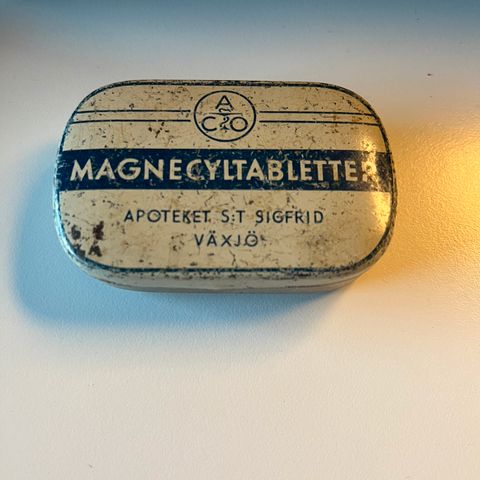 ACO
MAGNECYLTABLETTER
APOTEKET S:T SIGFRID
VÄXJÖ